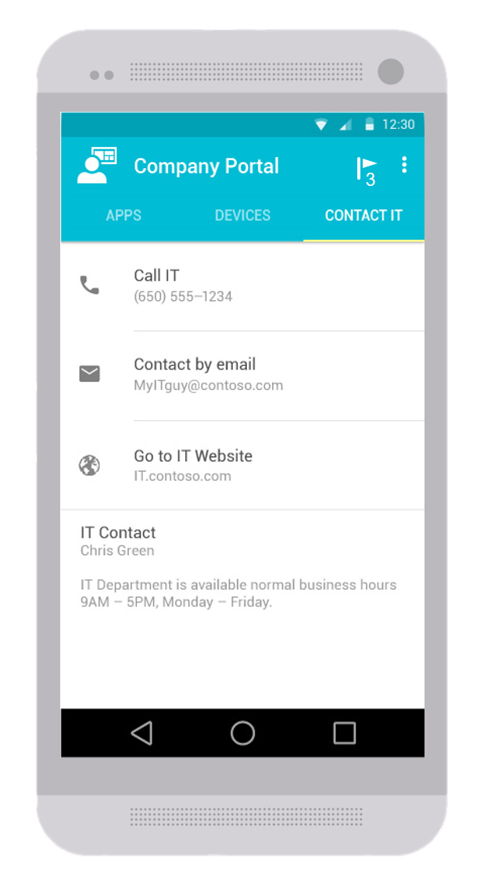 12:30
Company Portal
3
APPS DEVICES CONTACT IT
Call IT
(650) 555–1234
Contact by email
MyITguy@contoso.com
Go to IT Website
IT.contoso.com
IT Contact
Chris Green
IT Department is available normal business hours
9AM – 5PM, Monday – Friday.